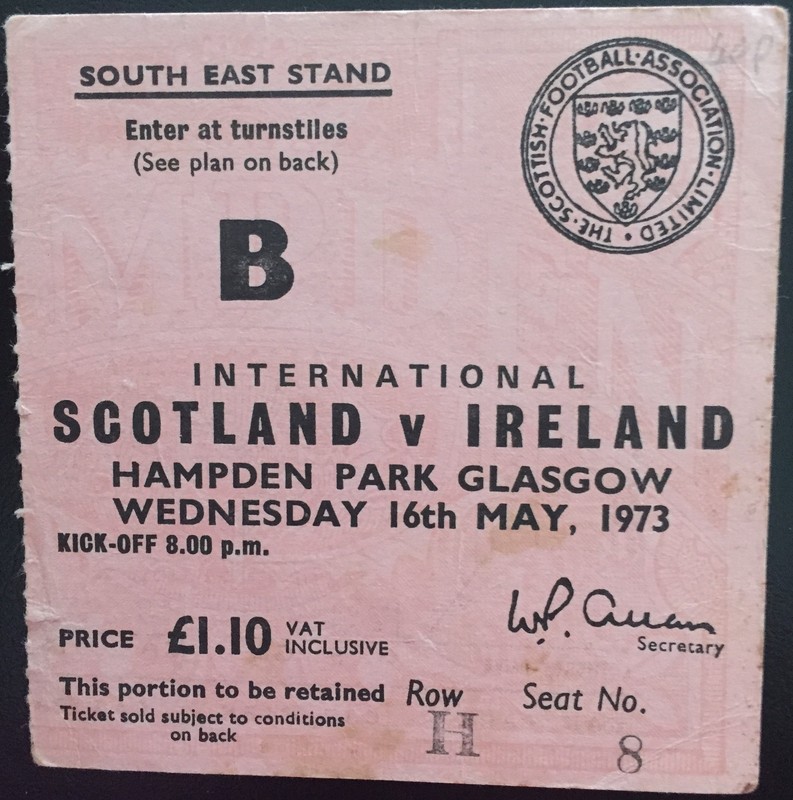 SOUTH EAST STAND
Enter at turnstiles
(See plan on back)
B
THE·SCOTTISH·FOOTBALL·ASSOCIATION·LIMITED·
INTERNATIONAL
SCOTLAND v IRELAND
HAMPDEN PARK GLASGOW
WEDNESDAY 16th MAY, 1973
KICK-OFF 8.00 p.m.
PRICE £1.10 VAT INCLUSIVE
W.P. Allan
Secretary
This portion to be retained Row Seat No.
Ticket sold subject to conditions
on back
H 8